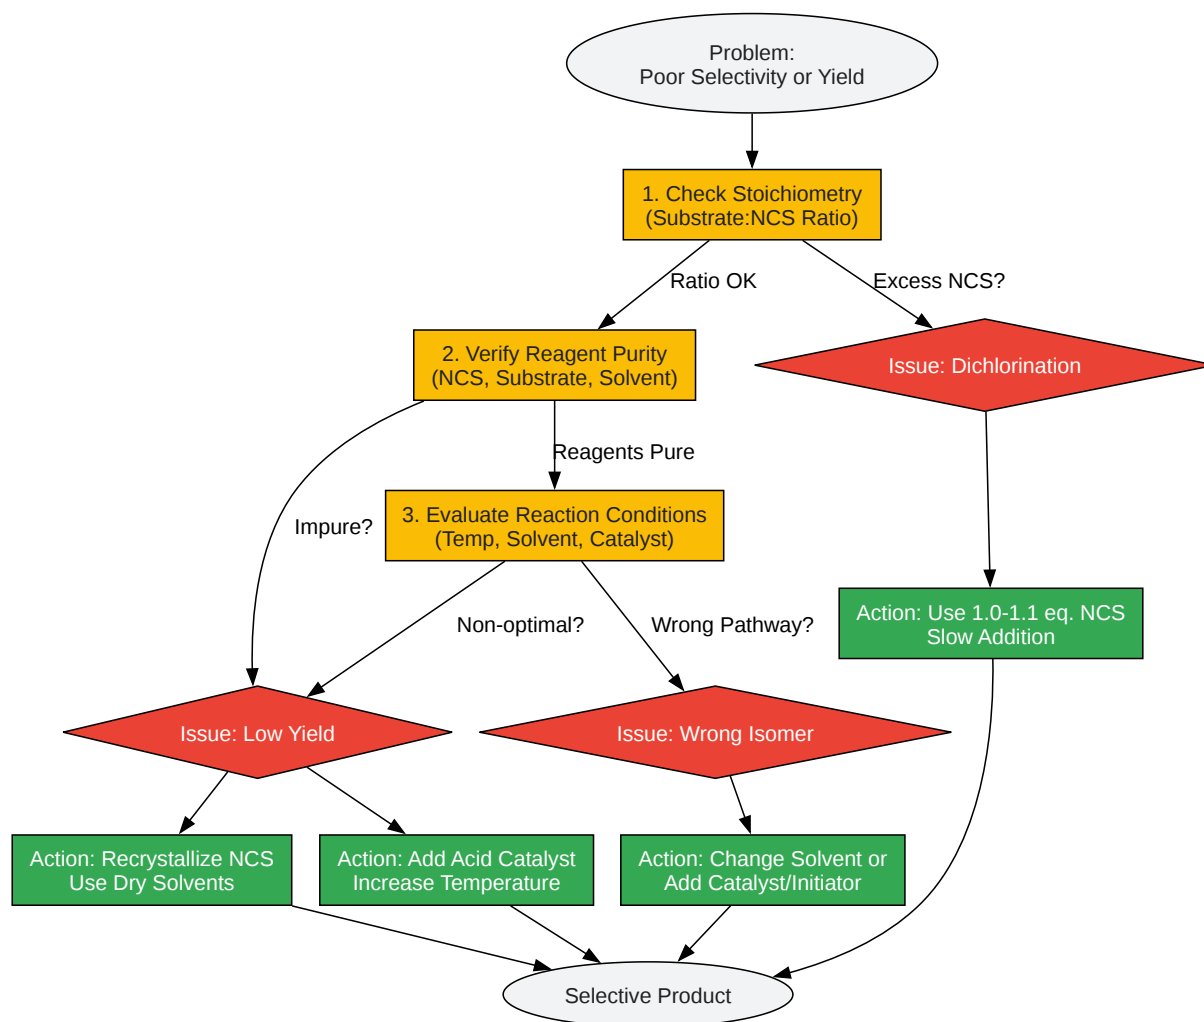 Problem:
Poor Selectivity or Yield
1. Check Stoichiometry
(Substrate:NCS Ratio)
Ratio OK
Excess NCS?
2. Verify Reagent Purity
(NCS, Substrate, Solvent)
Issue: Dichlorination
Reagents Pure
Impure?
3. Evaluate Reaction Conditions
(Temp, Solvent, Catalyst)
Non-optimal?
Wrong Pathway?
Action: Use 1.0-1.1 eq. NCS
Slow Addition
Issue: Low Yield
Issue: Wrong Isomer
Action: Recrystallize NCS
Use Dry Solvents
Action: Add Acid Catalyst
Increase Temperature
Action: Change Solvent or
Add Catalyst/Initiator
Selective Product